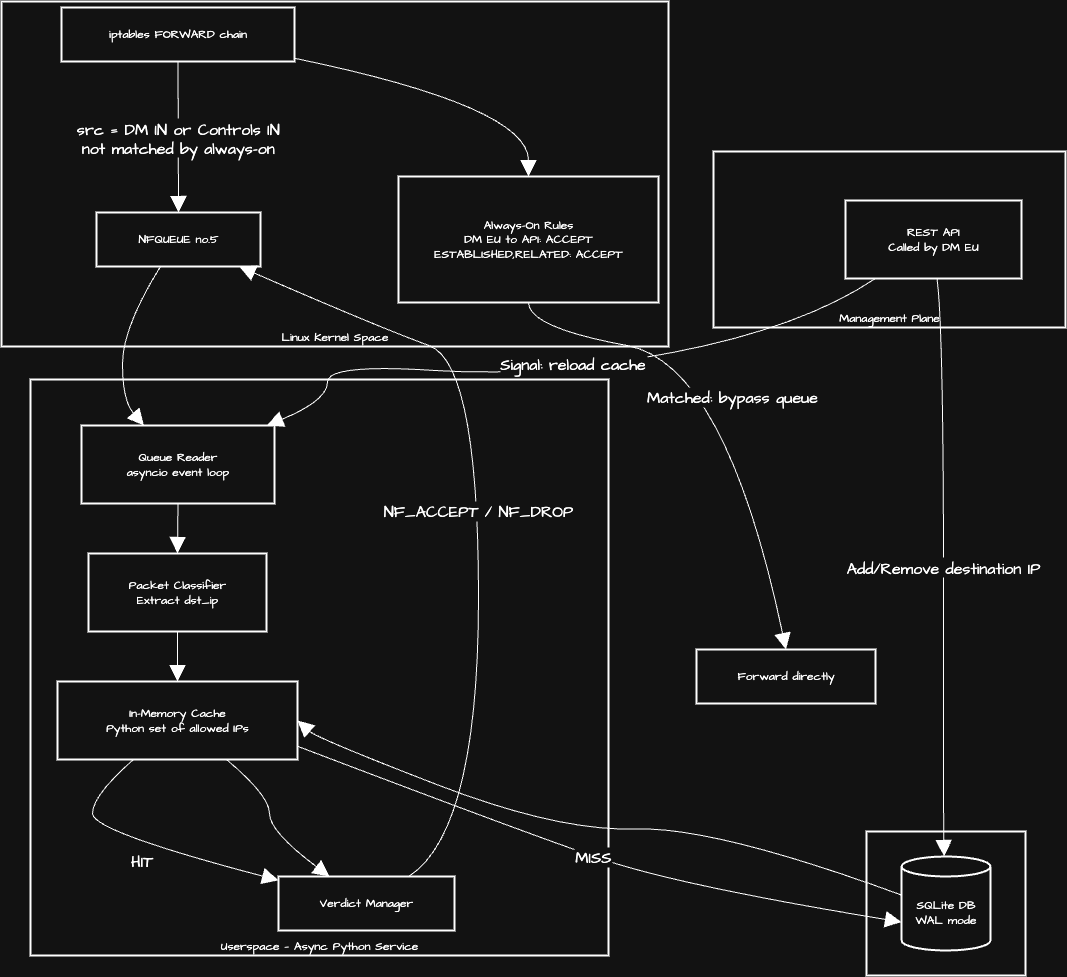 iptables FORWARD chain
src = DM IN or Controls IN
not matched by always-on
NFQUEUE no.5
Always-On Rules
DM EU to API: ACCEPT
ESTABLISHED,RELATED: ACCEPT
Linux Kernel Space
REST API
Called by DM EU
Management Plane
Signal: reload cache
Matched: bypass queue
Queue Reader
asyncio event loop
NF_ACCEPT / NF_DROP
Packet Classifier
Extract dst_ip
Add/Remove destination IP
Forward directly
In-Memory Cache
Python set of allowed IPs
HIT
MISS
Verdict Manager
SQLite DB
WAL mode
Userspace - Async Python Service